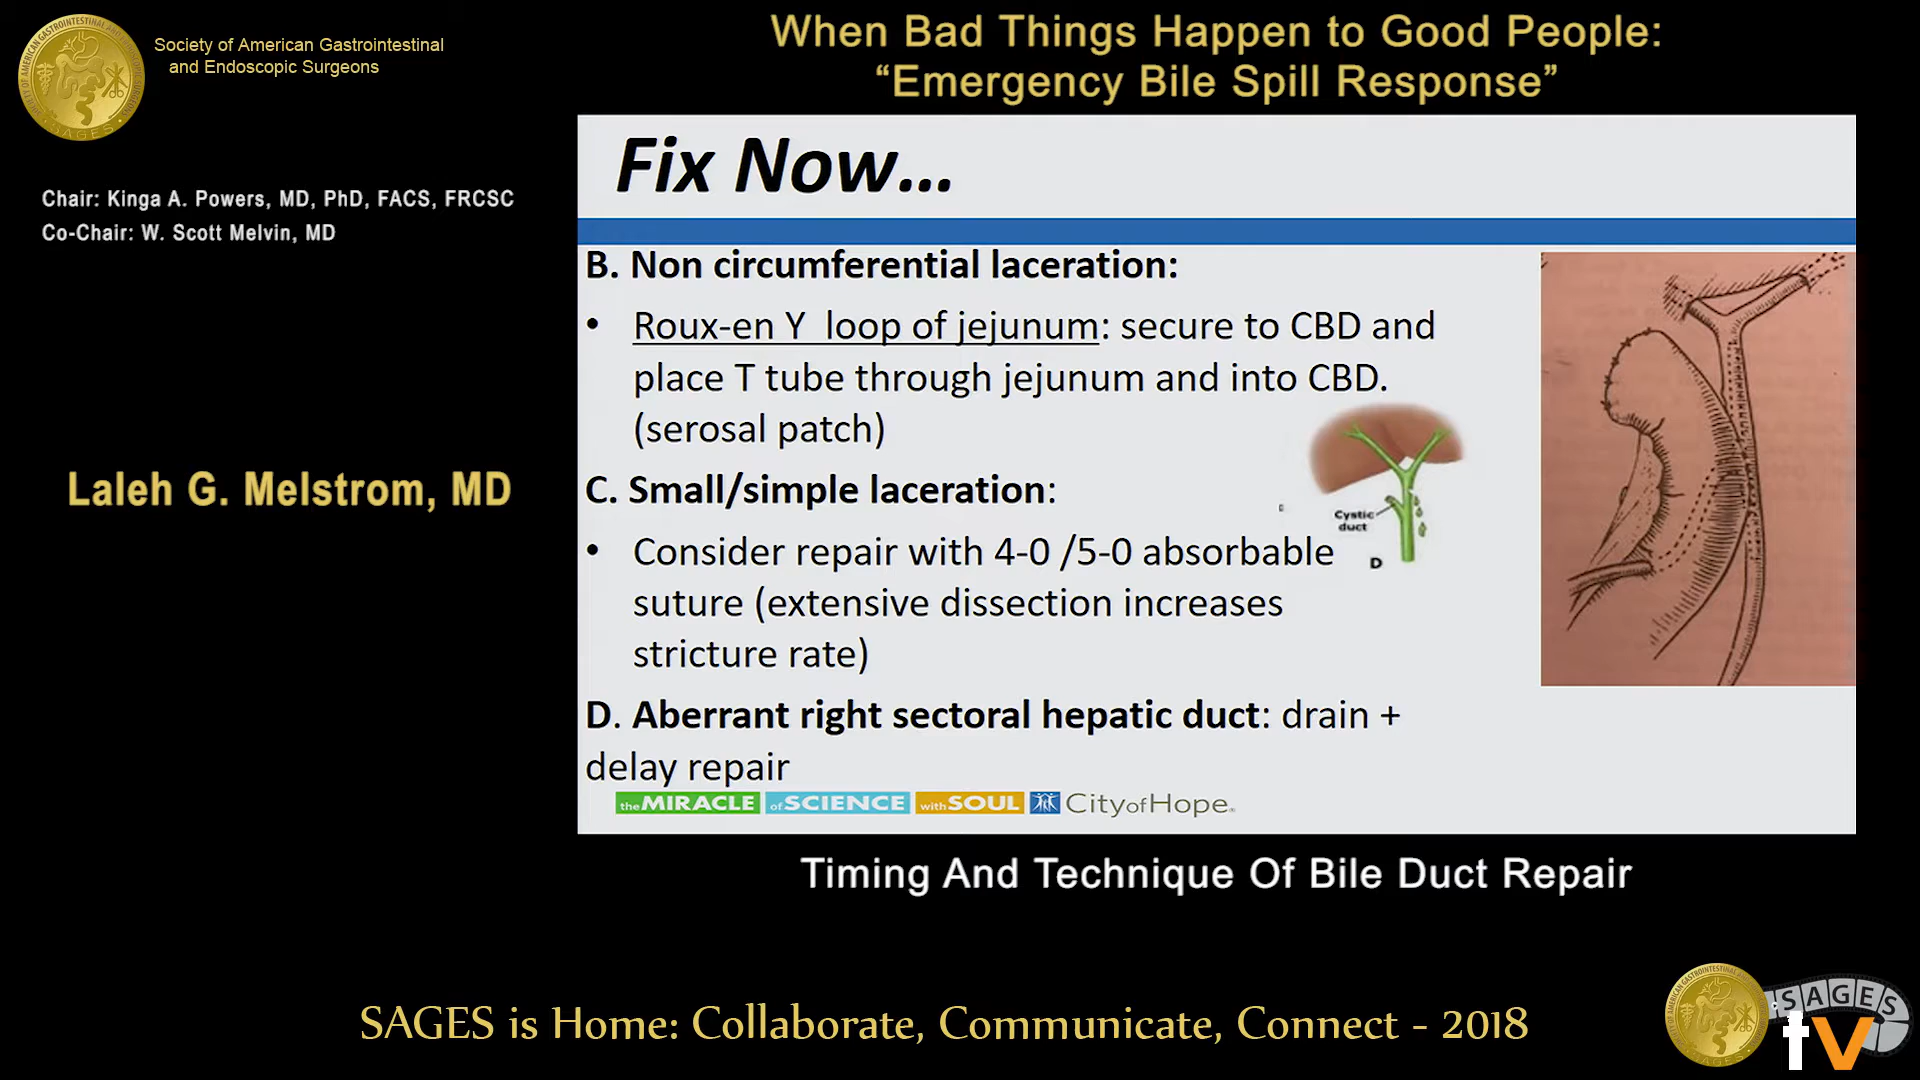 Society of American Gastrointestinal
and Endoscopic Surgeons
When Bad Things Happen to Good People:
“Emergency Bile Spill Response”
Chair: Kinga A. Powers, MD, PhD, FACS, FRCSC
Co-Chair: W. Scott Melvin, MD
Laleh G. Melstrom, MD
Fix Now...
B. Non circumferential laceration:
• Roux-en Y loop of jejunum: secure to CBD and
place T tube through jejunum and into CBD.
(serosal patch)
C. Small/simple laceration:
• Consider repair with 4-0 /5-0 absorbable
suture (extensive dissection increases
stricture rate)
D. Aberrant right sectoral hepatic duct: drain +
delay repair
Cystic
duct
D
the MIRACLE of SCIENCE with SOUL CityofHope
Timing And Technique Of Bile Duct Repair
SAGES is Home: Collaborate, Communicate, Connect - 2018
SAGES
tv